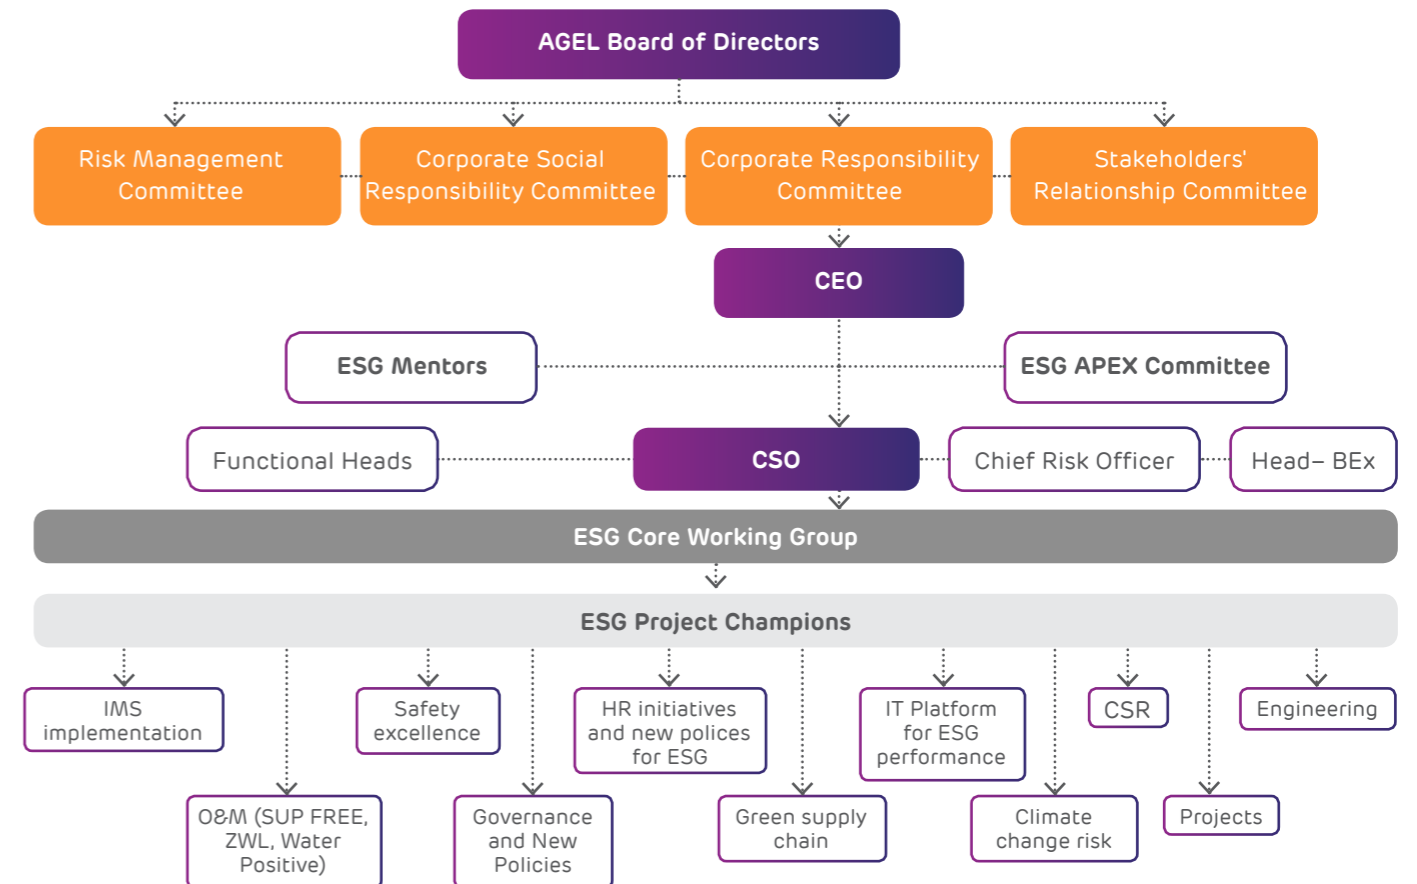 AGEL Board of Directors
Risk Management
Committee
Corporate Social
Responsibility Committee
Corporate Responsibility
Committee
Stakeholders'
Relationship Committee
CEO
ESG Mentors
ESG APEX Committee
Functional Heads
CSO
Chief Risk Officer
Head– BEx
ESG Core Working Group
ESG Project Champions
IMS
implementation
Safety
excellence
HR initiatives
and new polices
for ESG
IT Platform
for ESG
performance
CSR
Engineering
O&M (SUP FREE,
ZWL, Water
Positive)
Governance
and New
Policies
Green supply
chain
Climate
change risk
Projects